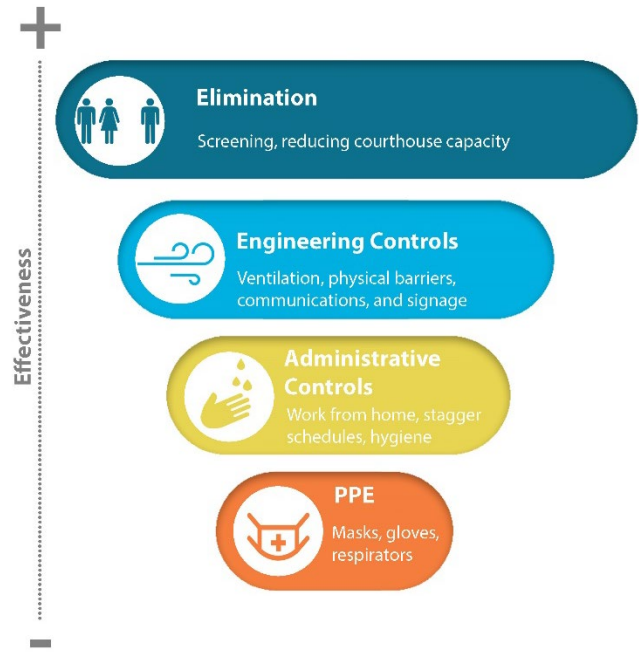 +
Effectiveness
Elimination
Screening, reducing courthouse capacity
Engineering Controls
Ventilation, physical barriers,
communications, and signage
Administrative
Controls
Work from home, stagger
schedules, hygiene
PPE
Masks, gloves,
respirators
-